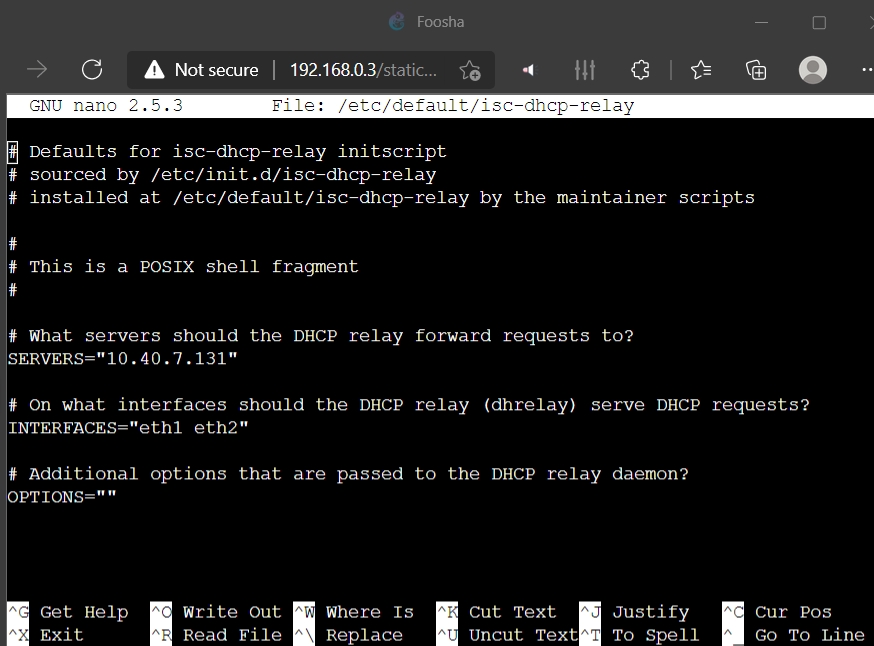 Foosha
Not secure | 192.168.0.3/static...
GNU nano 2.5.3 File: /etc/default/isc-dhcp-relay
# Defaults for isc-dhcp-relay initscript
# sourced by /etc/init.d/isc-dhcp-relay
# installed at /etc/default/isc-dhcp-relay by the maintainer scripts
#
# This is a POSIX shell fragment
#
# What servers should the DHCP relay forward requests to?
SERVERS="10.40.7.131"
# On what interfaces should the DHCP relay (dhrelay) serve DHCP requests?
INTERFACES="eth1 eth2"
# Additional options that are passed to the DHCP relay daemon?
OPTIONS=""
^G Get Help ^O Write Out ^W Where Is ^K Cut Text ^J Justify ^C Cur Pos
^X Exit ^R Read File ^\ Replace ^U Uncut Text ^T To Spell ^_ Go To Line